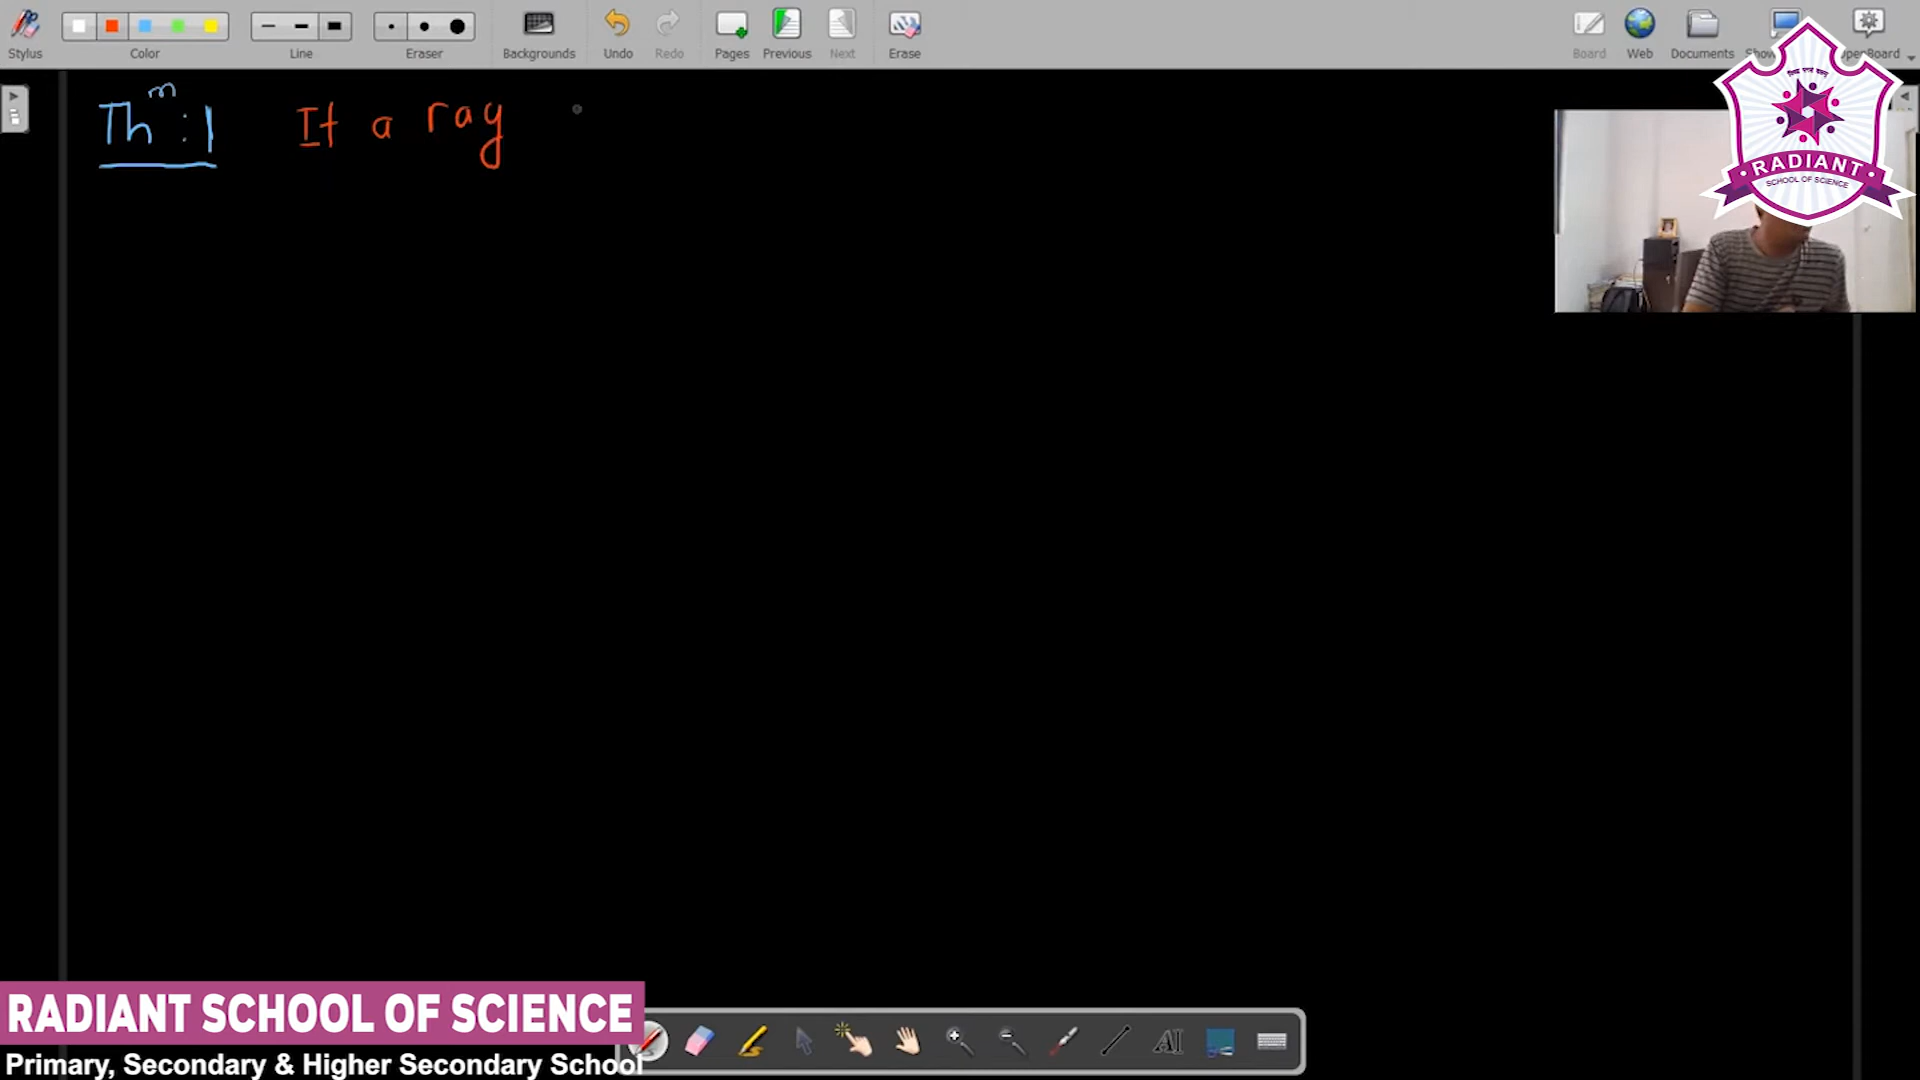 Stylus Color Line Eraser Backgrounds Undo Redo Pages Previous Next Erase Board Web Documents
Thm : 1 If a ray
RADIANT
SCHOOL OF SCIENCE
AI
RADIANT SCHOOL OF SCIENCE
Primary, Secondary & Higher Secondary School